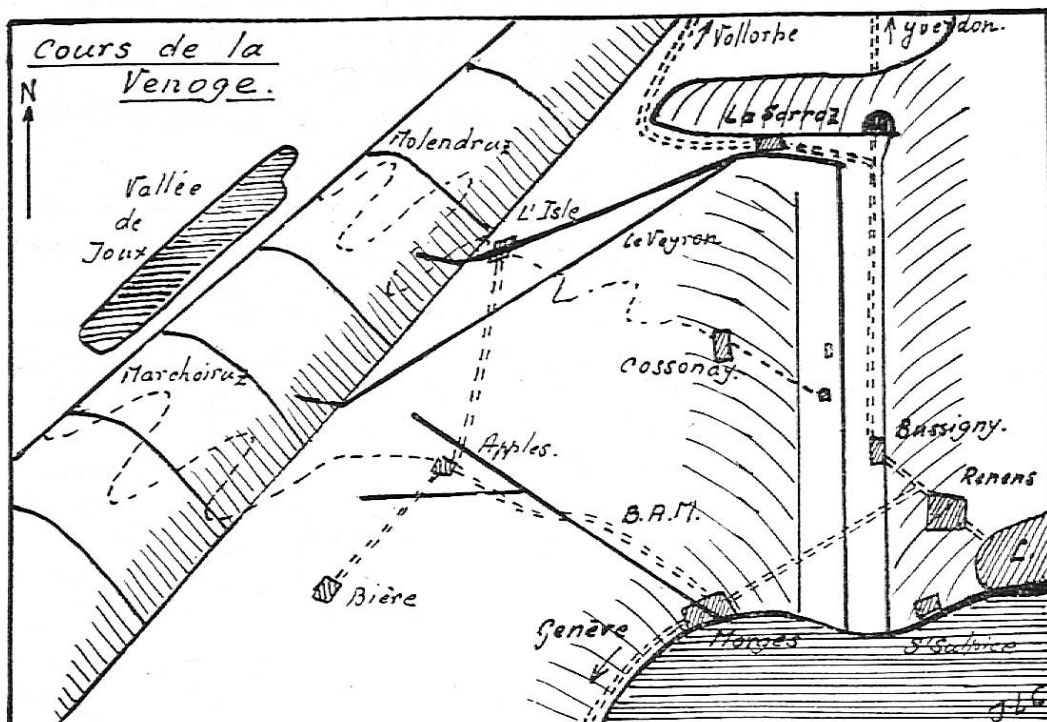 Cours de la
Venoge.
N
Vallorbe
Yverdon.
La Sarraz
Molendruz
Vallée
de
Joux
L'Isle
Le Veyron
Marchairuz
Cossonay.
Apples.
Bussigny.
Renens
B.A.M.
L.
Bière
Genève
Morges
St Sulpice